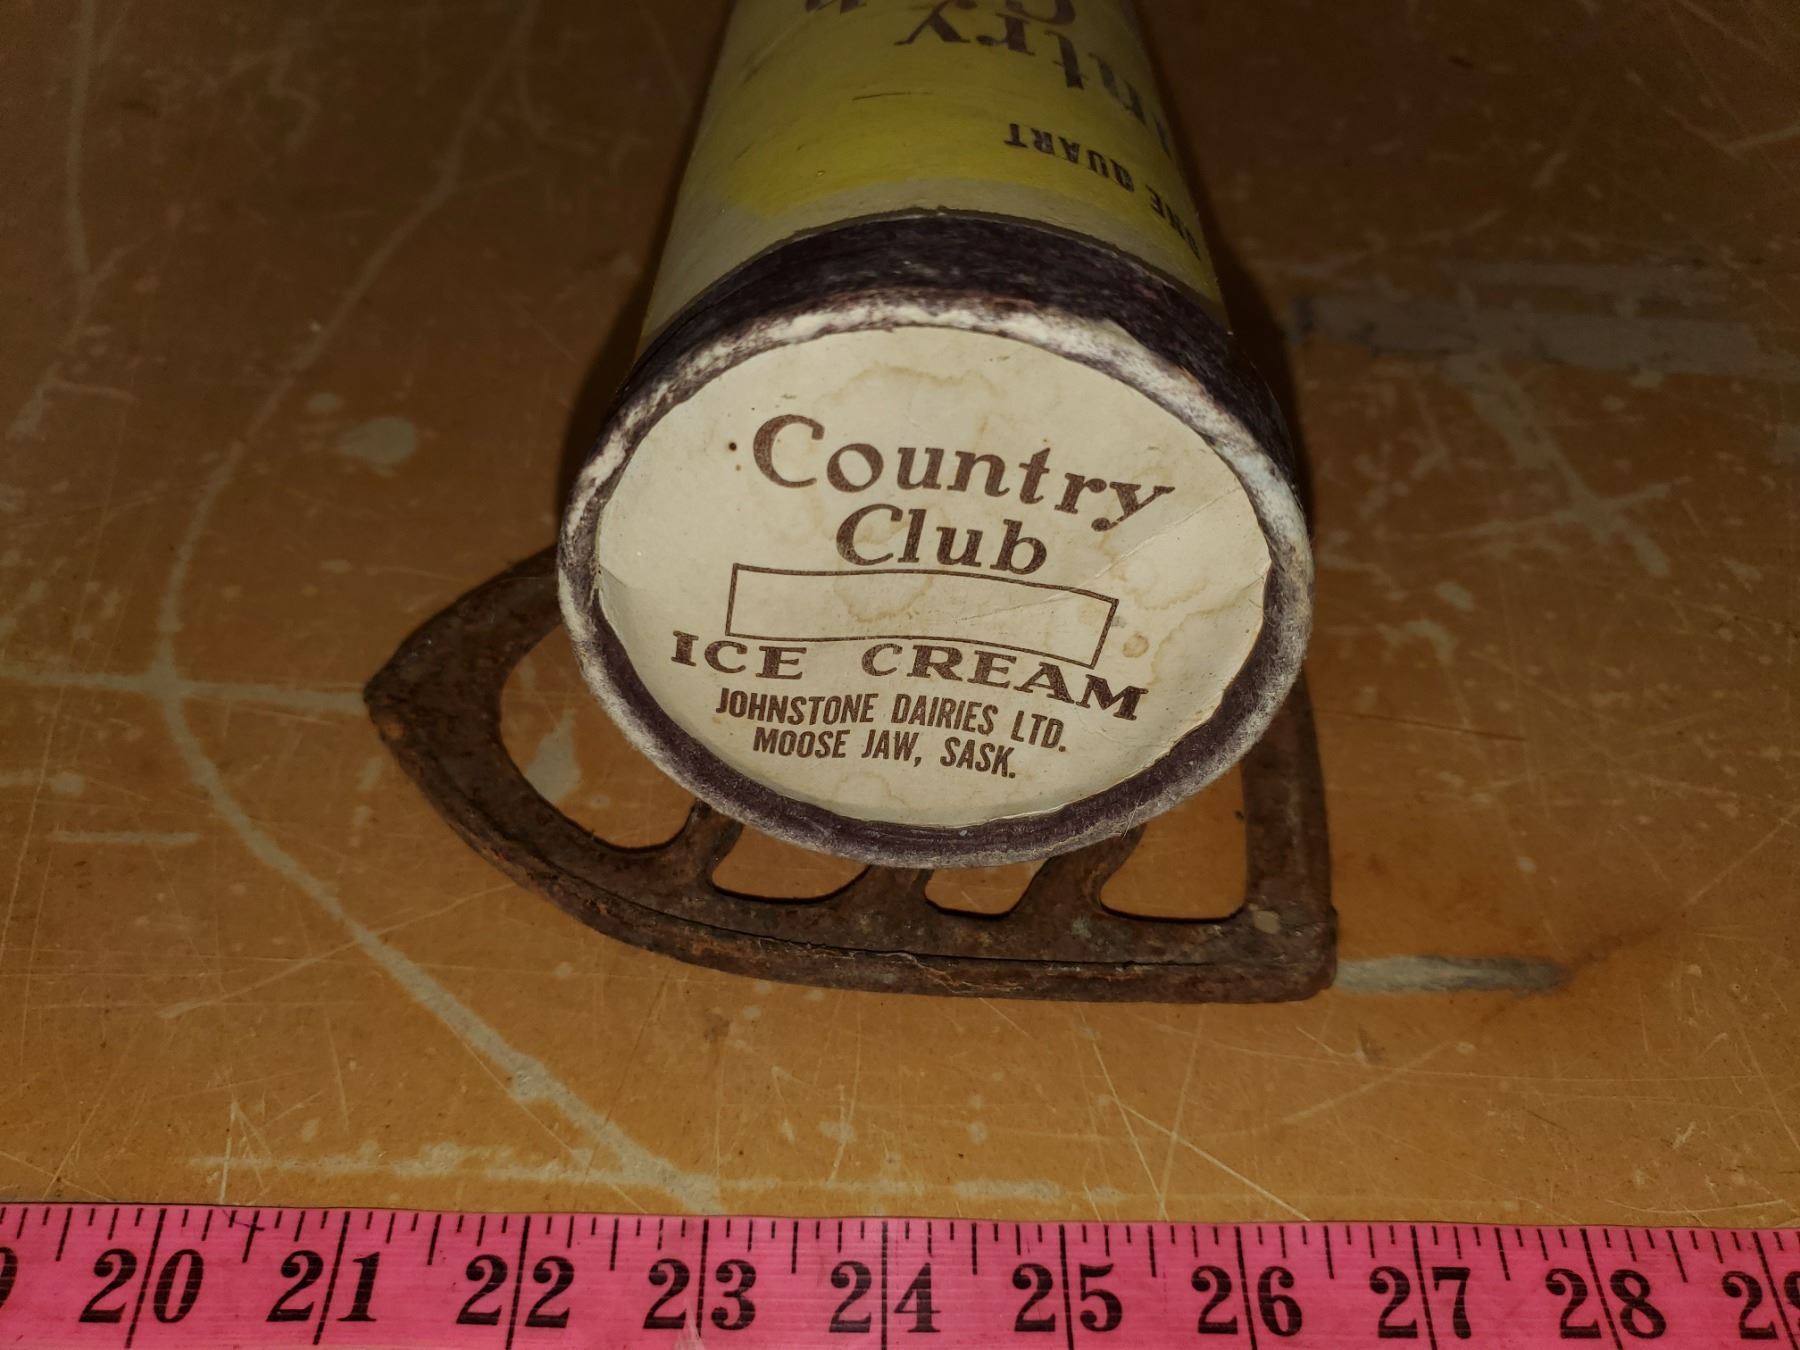 ntry
ONE QUART
Country
Club
ICE CREAM
JOHNSTONE DAIRIES LTD.
MOOSE JAW, SASK.
20 21 22 23 24 25 26 27 28